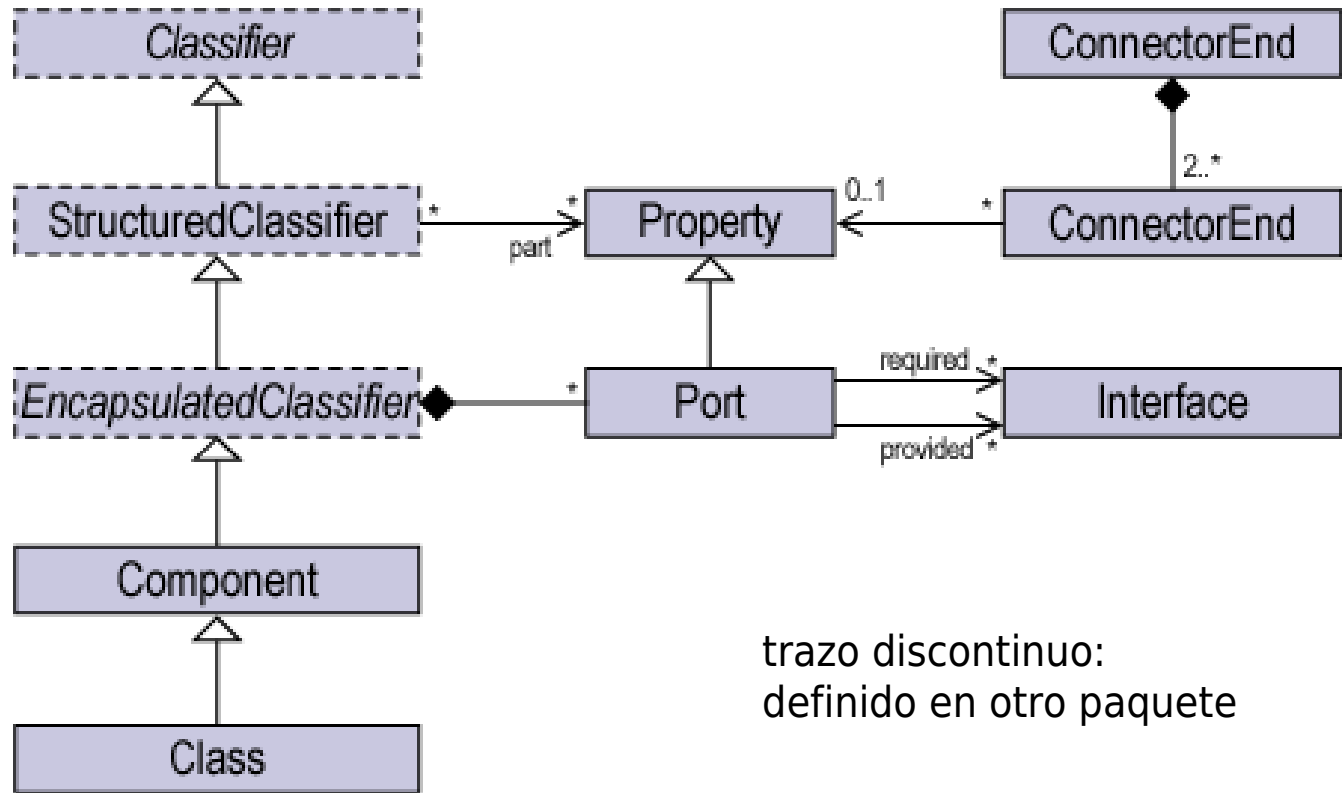 Classifier
ConnectorEnd
2..*
StructuredClassifier
*
*
part
Property
0..1
*
ConnectorEnd
EncapsulatedClassifier
*
Port
required *
provided *
Interface
Component
Class
trazo discontinuo:
definido en otro paquete